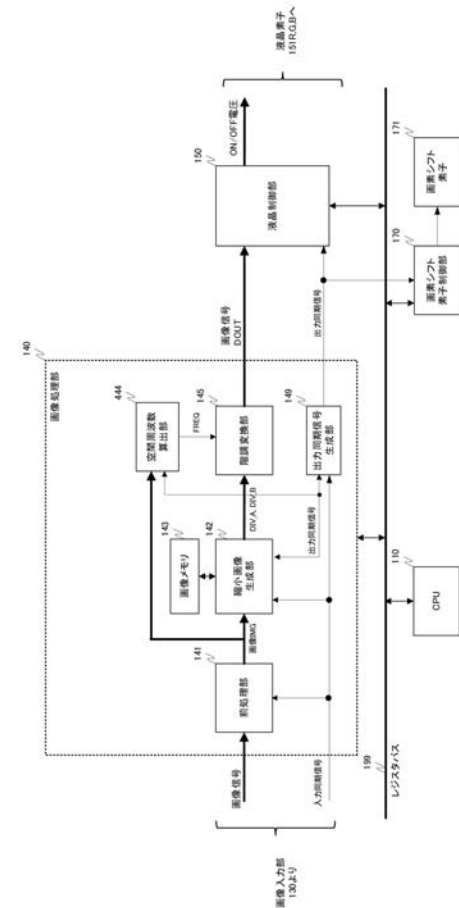 画像入力部
130より
画像信号
入力同期信号
画像処理部
140
前処理部
141
画像IMG
画像メモリ
143
縮小画像
生成部
142
DIV_A, DIV_B
出力同期信号
空間周波数
算出部
444
FREQ
階調変換部
145
出力同期信号
生成部
149
画像信号
DOUT
出力同期信号
液晶制御部
150
ON/OFF電圧
液晶素子
151R,G,Bへ
レジスタバス
199
CPU
110
画素シフト
素子制御部
170
画素シフト
素子
171